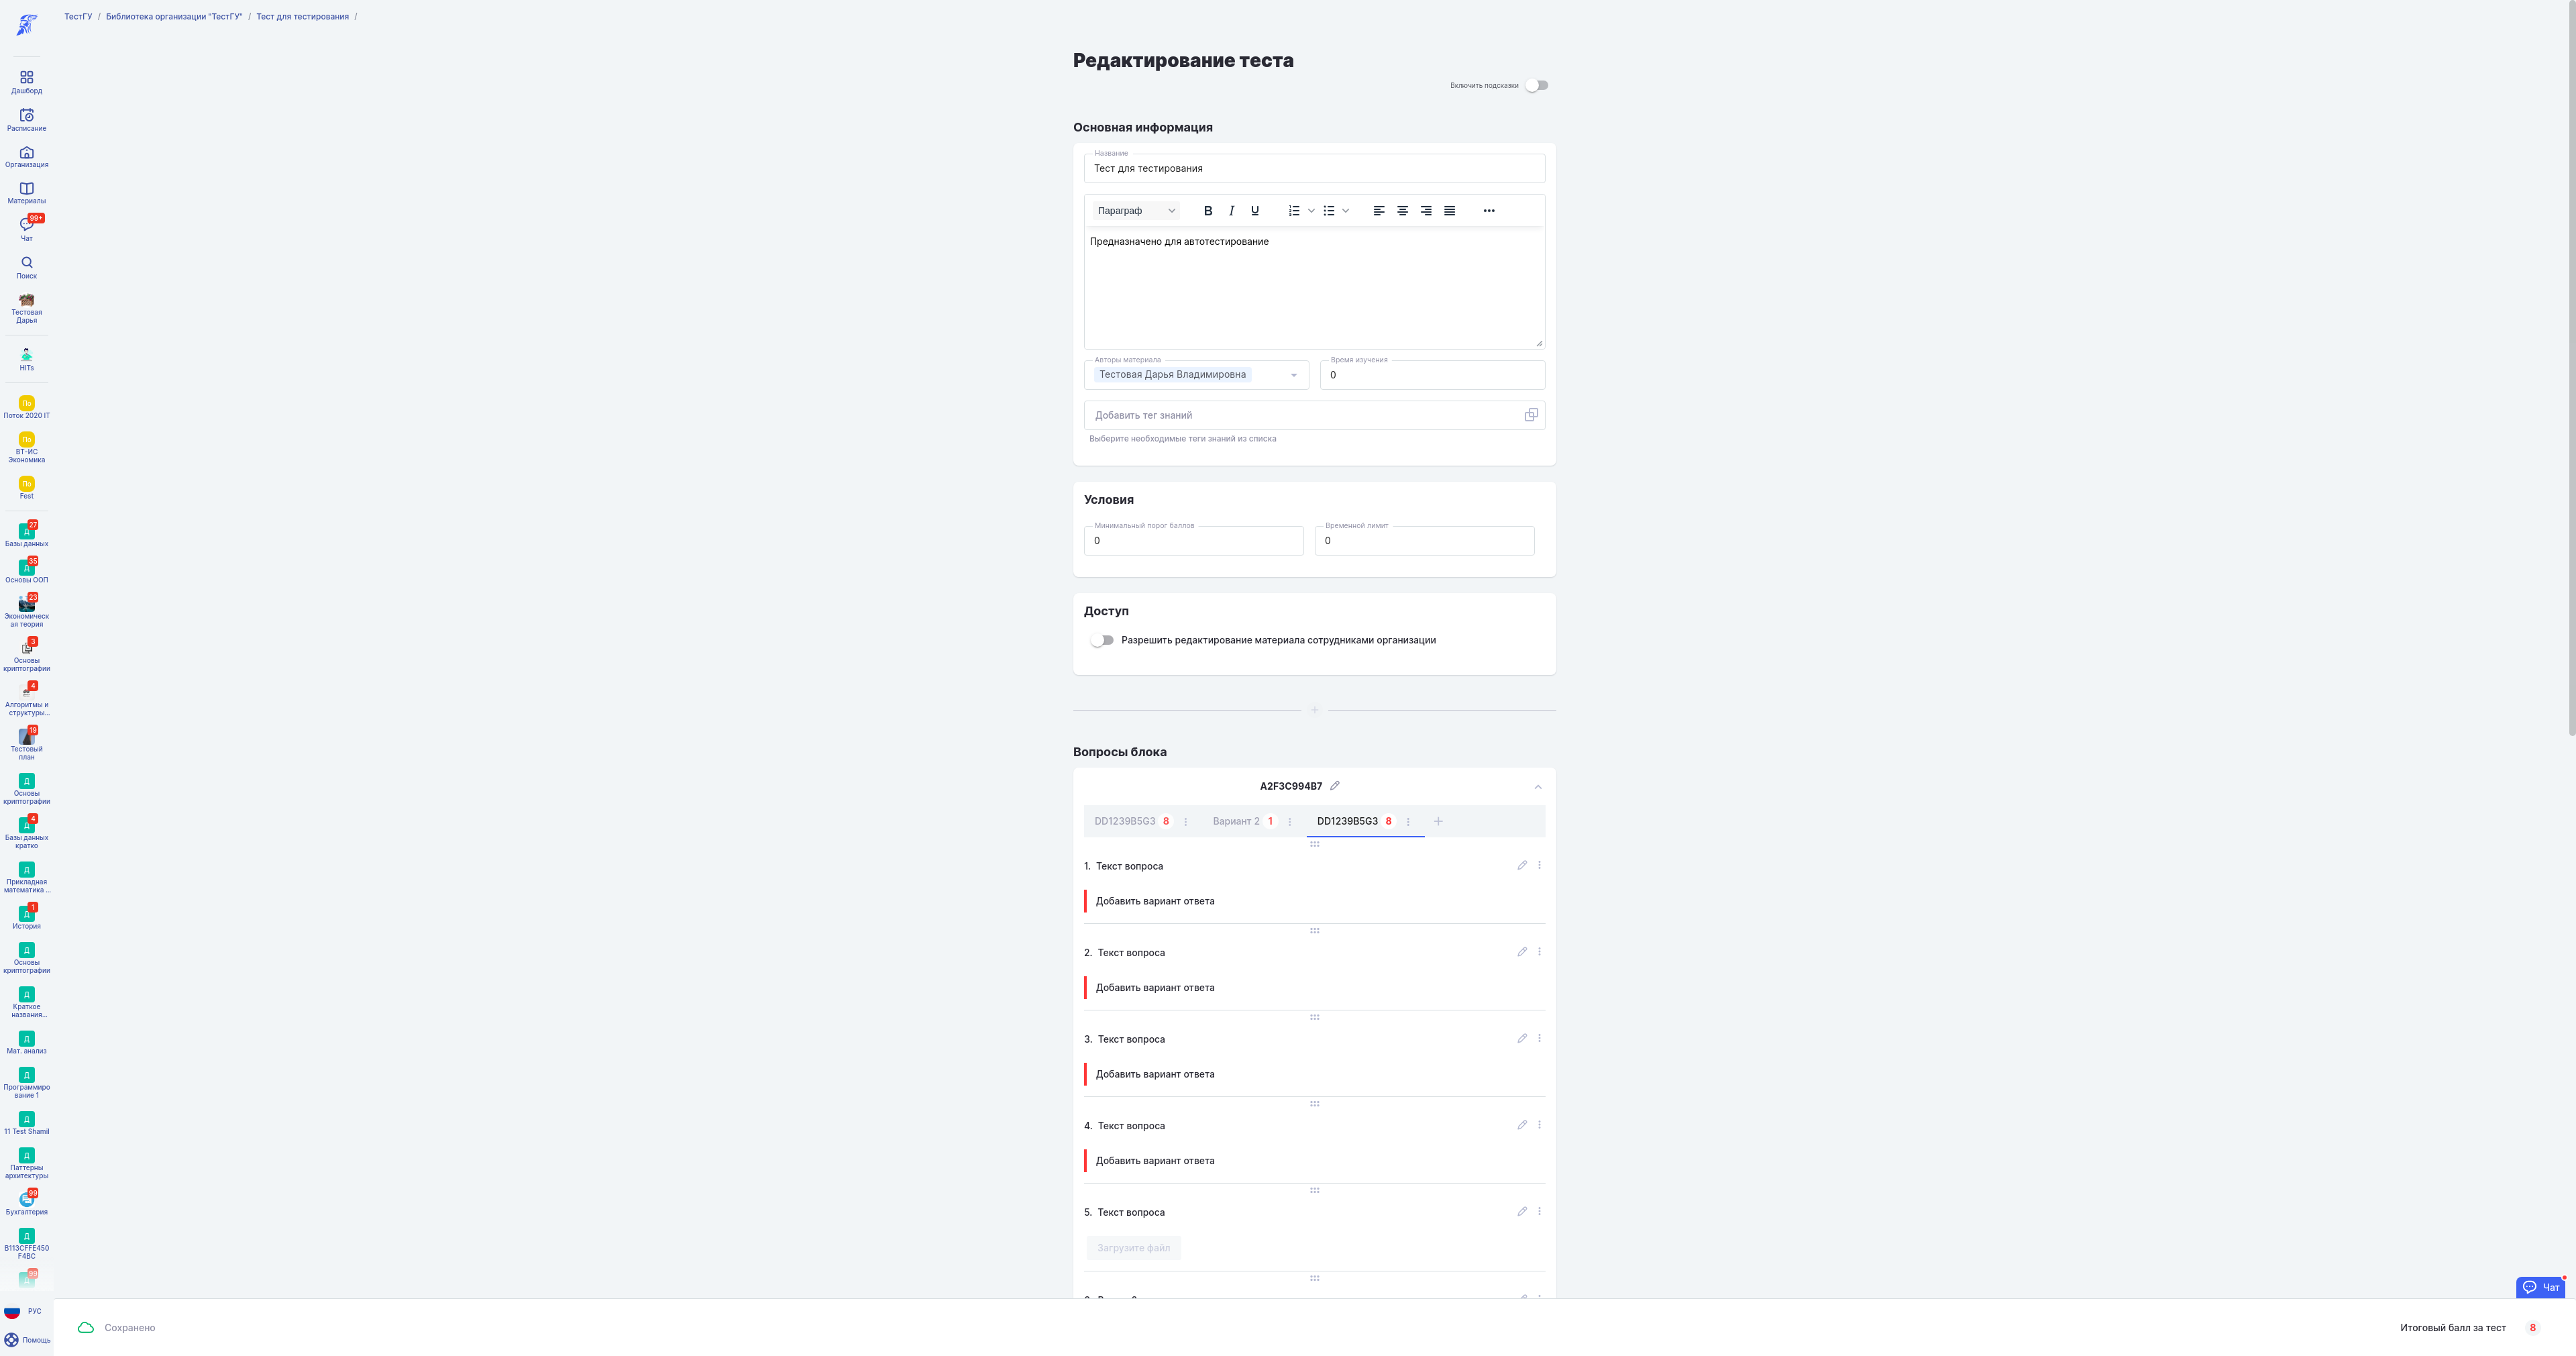 ТестГУ / Библиотека организации "ТестГУ" / Тест для тестирования /
Дашборд
Расписание
Организация
Материалы
99+
Чат
Поиск
Тестовая
Дарья
HITs
По
Поток 2020 IT
По
ВТ-ИС
Экономика
По
Fest
27
Д
Базы данных
35
Д
Основы ООП
23
Экономическ
ая теория
3
Основы
криптографии
4
Алгоритмы и
структуры...
19
Тестовый
план
Д
Основы
криптографии
4
Д
Базы данных
кратко
Д
Прикладная
математика ...
1
Д
История
Д
Основы
криптографии
Д
Краткое
названия...
Д
Мат. анализ
Д
Программиро
вание 1
Д
11 Test Shamil
Д
Паттерны
архитектуры
99
Бухгалтерия
Д
B113CFFE450
F4BC
99
Д
РУС
Помощь
Редактирование теста
Включить подсказки
Основная информация
Название
Тест для тестирования
Параграф
B I U
Предназначено для автотестирование
Авторы материала
Тестовая Дарья Владимировна
Время изучения
0
Добавить тег знаний
Выберите необходимые теги знаний из списка
Условия
Минимальный порог баллов
0
Временной лимит
0
Доступ
Разрешить редактирование материала сотрудниками организации
Вопросы блока
A2F3C994B7
DD1239B5G3 8 Вариант 2 1 DD1239B5G3 8
1. Текст вопроса
Добавить вариант ответа
2. Текст вопроса
Добавить вариант ответа
3. Текст вопроса
Добавить вариант ответа
4. Текст вопроса
Добавить вариант ответа
5. Текст вопроса
Загрузите файл
Чат
Сохранено
Итоговый балл за тест 8